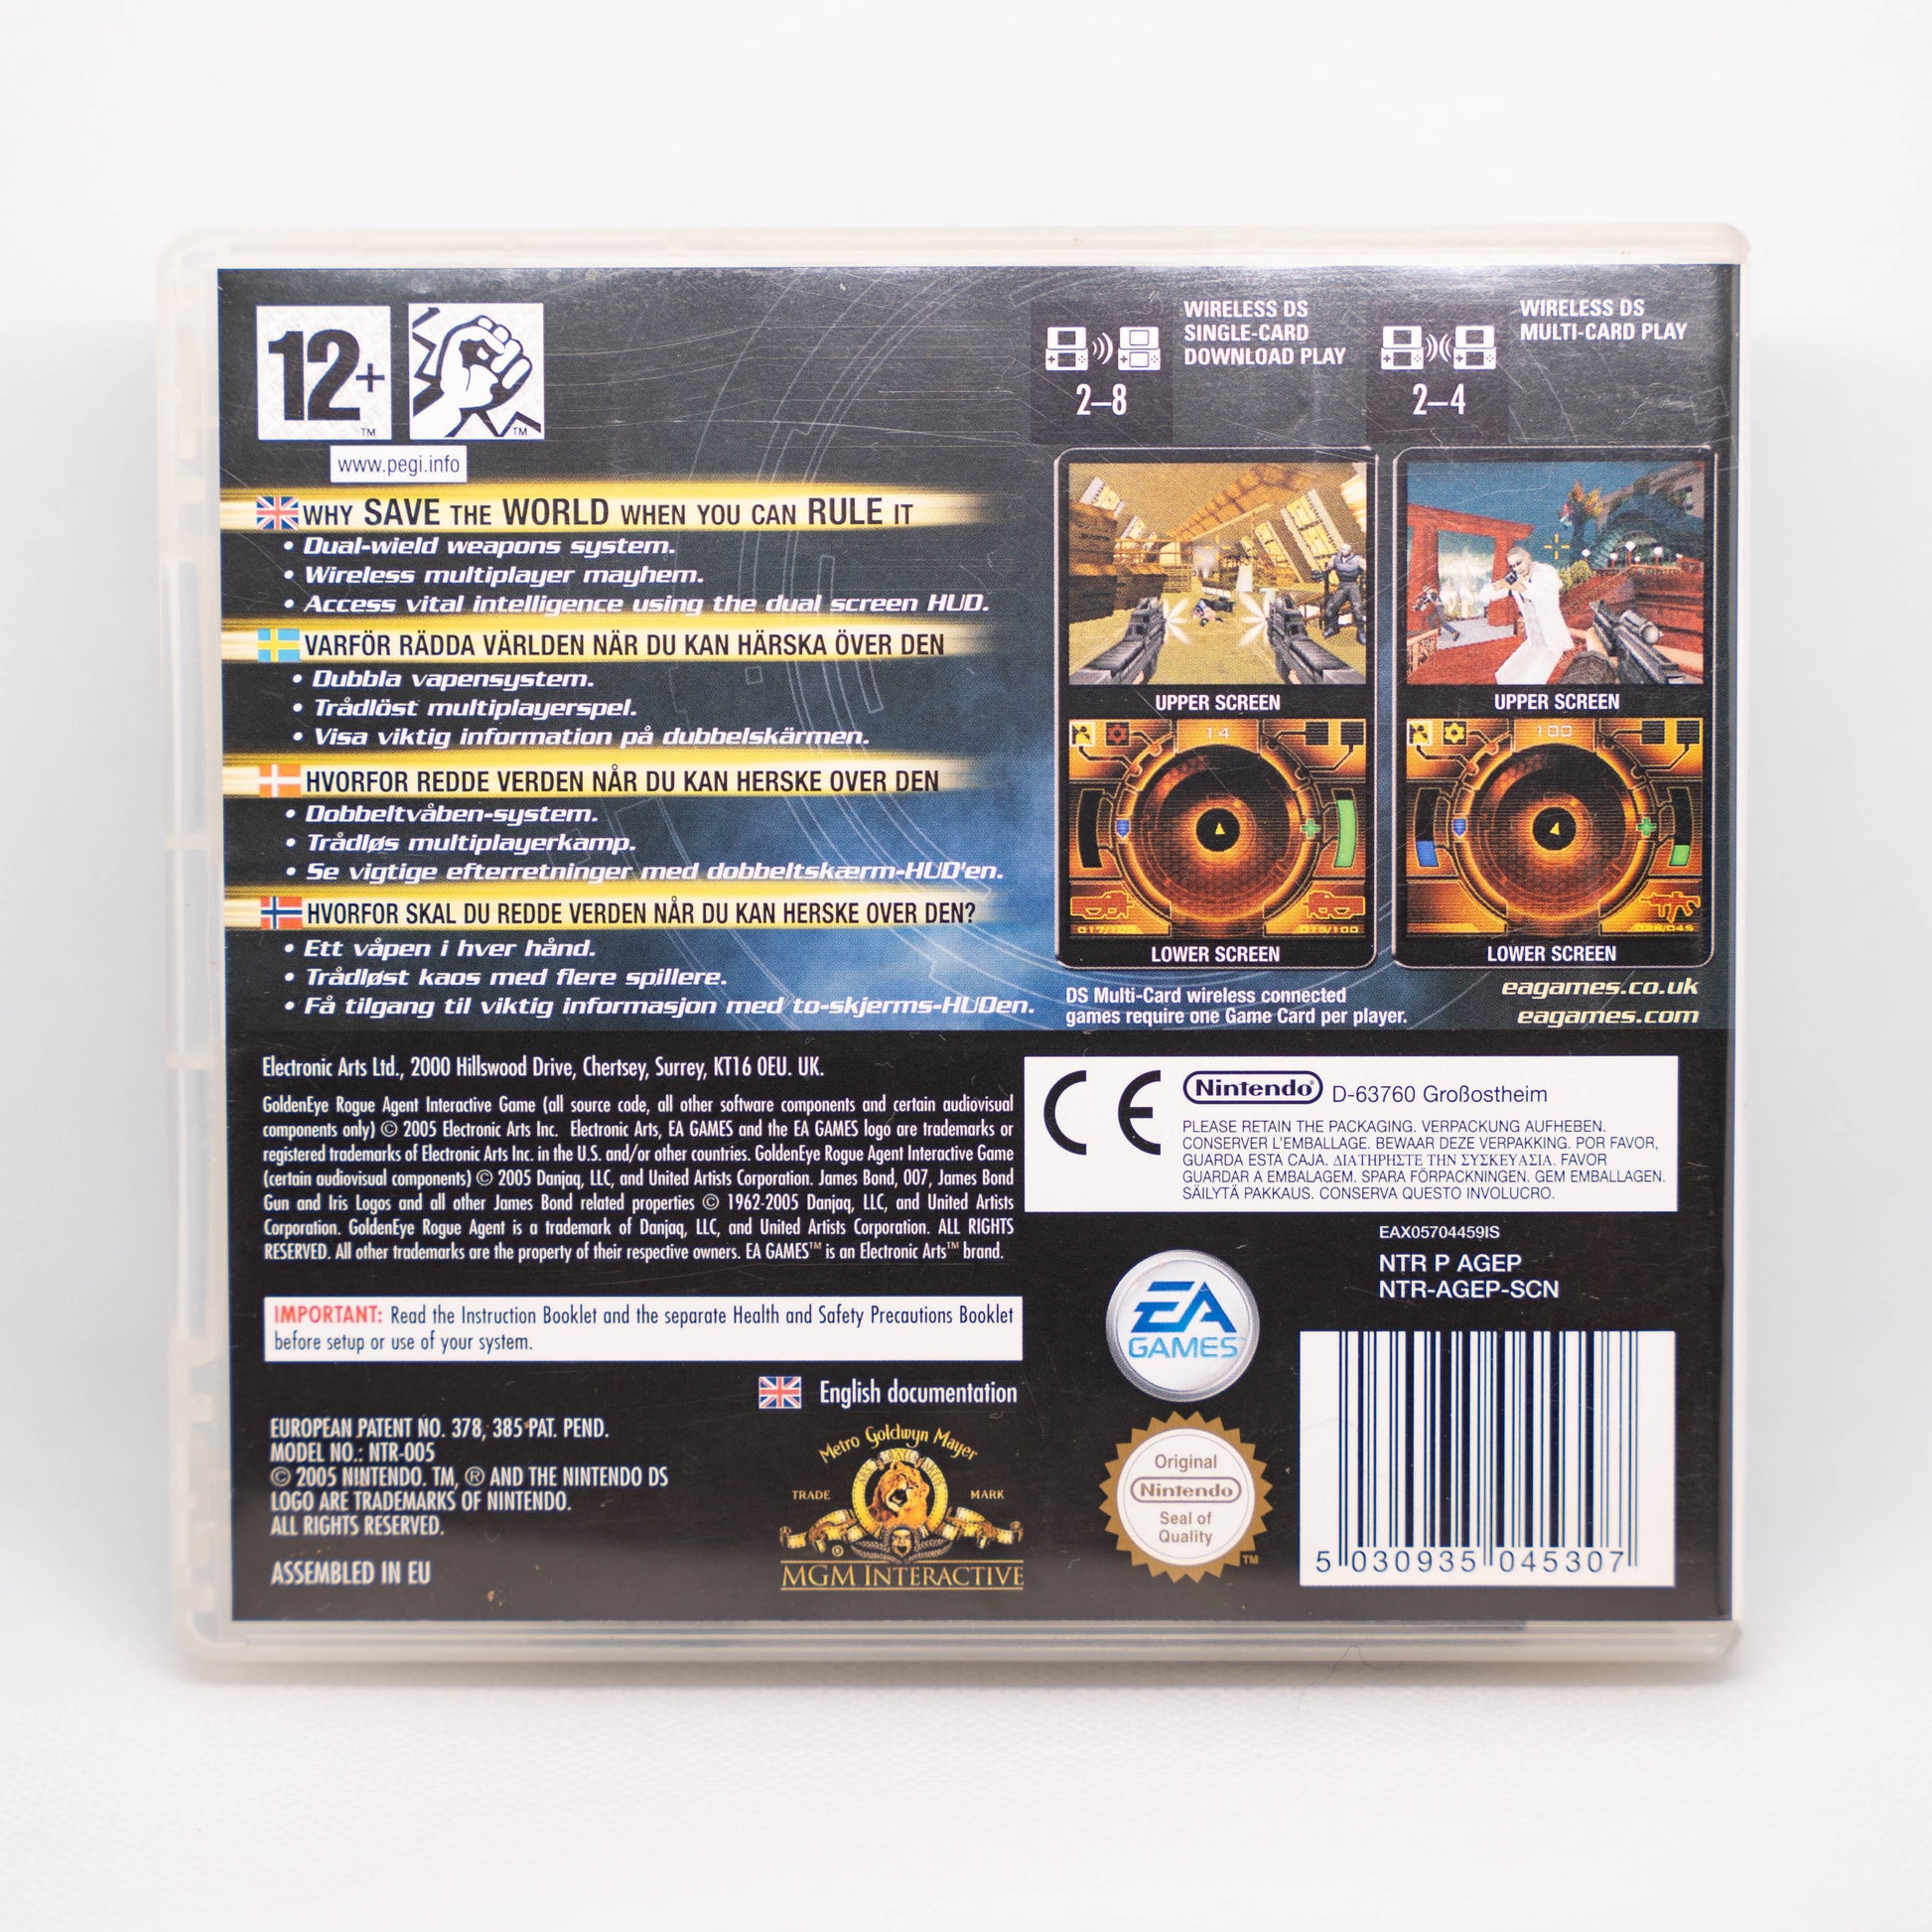 12+
TM
TM
www.pegi.info
WIRELESS DS
SINGLE-CARD
DOWNLOAD PLAY
2–8
WIRELESS DS
MULTI-CARD PLAY
2–4
WHY SAVE THE WORLD WHEN YOU CAN RULE IT
• Dual-wield weapons system.
• Wireless multiplayer mayhem.
• Access vital intelligence using the dual screen HUD.
VARFÖR RÄDDA VÄRLDEN NÄR DU KAN HÄRSKA ÖVER DEN
• Dubbla vapensystem.
• Trådlöst multiplayerspel.
• Visa viktig information på dubbelskärmen.
HVORFOR REDDE VERDEN NÅR DU KAN HERSKE OVER DEN
• Dobbeltvåben-system.
• Trådløs multiplayerkamp.
• Se vigtige efterretninger med dobbeltskærm-HUD'en.
HVORFOR SKAL DU REDDE VERDEN NÅR DU KAN HERSKE OVER DEN?
• Ett våpen i hver hånd.
• Trådløst kaos med flere spillere.
• Få tilgang til viktig informasjon med to-skjerms-HUDen.
UPPER SCREEN
14
017/100
015/100
LOWER SCREEN
UPPER SCREEN
100
028/045
LOWER SCREEN
DS Multi-Card wireless connected
games require one Game Card per player.
eagames.co.uk
eagames.com
Electronic Arts Ltd., 2000 Hillswood Drive, Chertsey, Surrey, KT16 0EU. UK.
GoldenEye Rogue Agent Interactive Game (all source code, all other software components and certain audiovisual
components only) © 2005 Electronic Arts Inc. Electronic Arts, EA GAMES and the EA GAMES logo are trademarks or
registered trademarks of Electronic Arts Inc. in the U.S. and/or other countries. GoldenEye Rogue Agent Interactive Game
(certain audiovisual components) © 2005 Danjaq, LLC, and United Artists Corporation. James Bond, 007, James Bond
Gun and Iris Logos and all other James Bond related properties © 1962-2005 Danjaq, LLC, and United Artists
Corporation. GoldenEye Rogue Agent is a trademark of Danjaq, LLC, and United Artists Corporation. ALL RIGHTS
RESERVED. All other trademarks are the property of their respective owners. EA GAMES™ is an Electronic Arts™ brand.
IMPORTANT: Read the Instruction Booklet and the separate Health and Safety Precautions Booklet
before setup or use of your system.
English documentation
EUROPEAN PATENT NO. 378, 385 PAT. PEND.
MODEL NO.: NTR-005
© 2005 NINTENDO. TM, ® AND THE NINTENDO DS
LOGO ARE TRADEMARKS OF NINTENDO.
ALL RIGHTS RESERVED.
ASSEMBLED IN EU
Metro Goldwyn Mayer
TRADE MARK
®
MGM INTERACTIVE
CE
Nintendo® D-63760 Großostheim
PLEASE RETAIN THE PACKAGING. VERPACKUNG AUFHEBEN.
CONSERVER L'EMBALLAGE. BEWAAR DEZE VERPAKKING. POR FAVOR,
GUARDA ESTA CAJA. ΔΙΑΤΗΡΗΣΤΕ ΤΗΝ ΣΥΣΚΕΥΑΣΙΑ. FAVOR
GUARDAR A EMBALAGEM. SPARA FÖRPACKNINGEN. GEM EMBALLAGEN.
SÄILYTÄ PAKKAUS. CONSERVA QUESTO INVOLUCRO.
EAX05704459IS
NTR P AGEP
NTR-AGEP-SCN
EA
GAMES™
Original
Nintendo
Seal of
Quality
TM
5 030935 045307